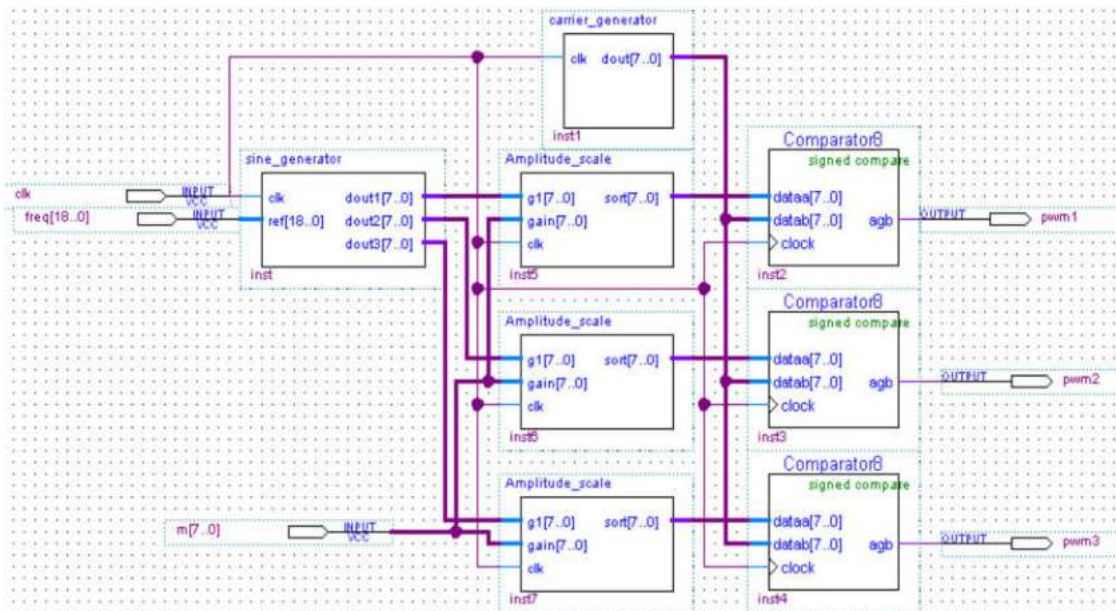 carrier_generator
clk dout[7..0]
inst1
sine_generator
clk dout1[7..0]
ref[18..0] dout2[7..0]
dout3[7..0]
inst
clk INPUT VCC
freq[18..0] INPUT VCC
Amplitude_scale
g1[7..0] sort[7..0]
gain[7..0]
clk
inst5
Comparator8
signed compare
dataa[7..0]
datab[7..0] agb
clock
inst2
OUTPUT pwm1
Amplitude_scale
g1[7..0] sort[7..0]
gain[7..0]
clk
inst6
Comparator8
signed compare
dataa[7..0]
datab[7..0] agb
clock
inst3
OUTPUT pwm2
m[7..0] INPUT VCC
Amplitude_scale
g1[7..0] sort[7..0]
gain[7..0]
clk
inst7
Comparator8
signed compare
dataa[7..0]
datab[7..0] agb
clock
inst4
OUTPUT pwm3